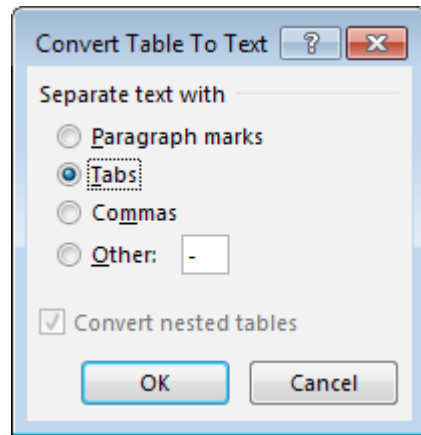 Convert Table To Text ?
Separate text with
Paragraph marks
Tabs
Commas
Other: -
Convert nested tables
OK Cancel